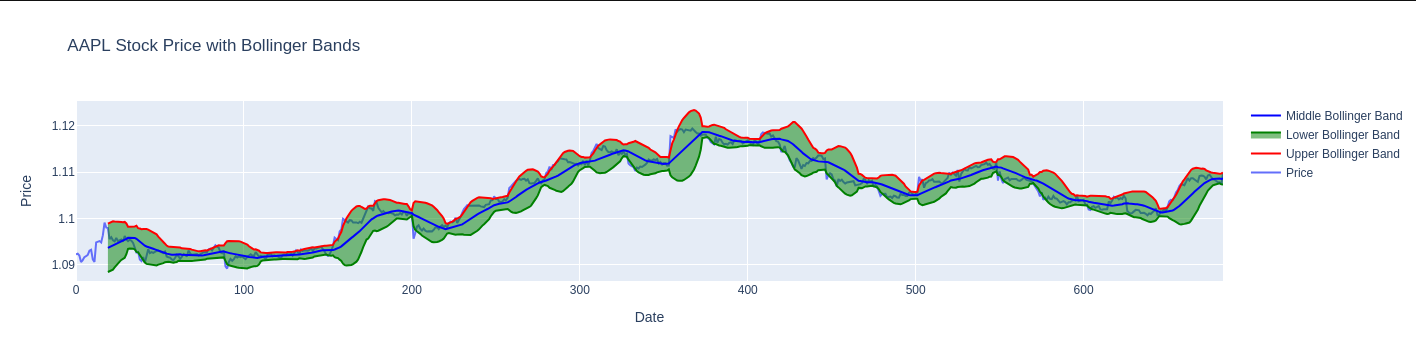 AAPL Stock Price with Bollinger Bands
Price
1.12
1.11
1.1
1.09
0 100 200 300 400 500 600
Date
Middle Bollinger Band
Lower Bollinger Band
Upper Bollinger Band
Price